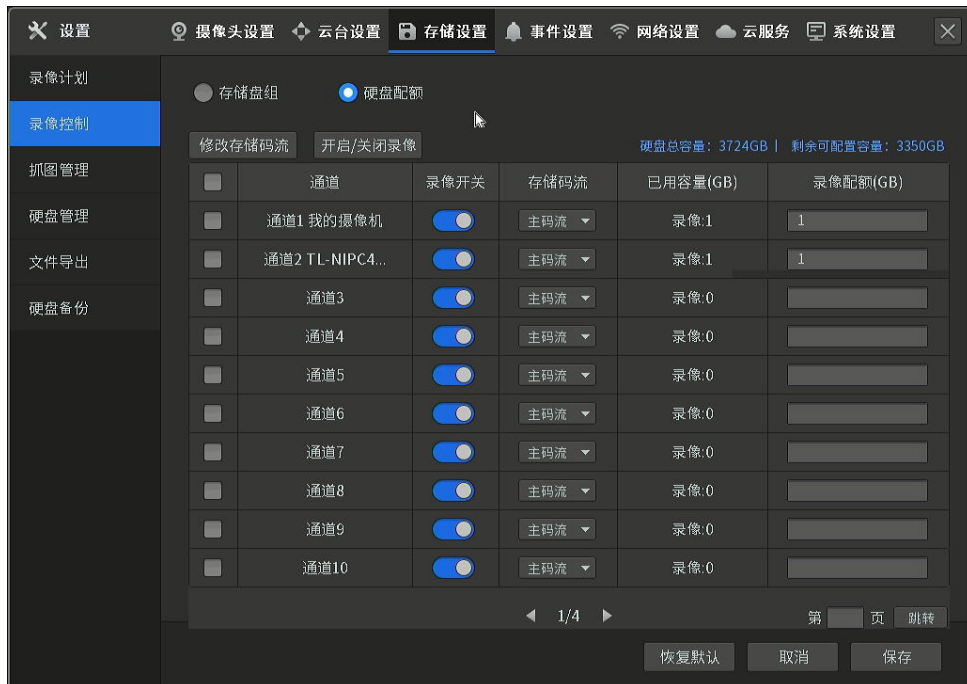 设置 摄像头设置 云台设置 存储设置 事件设置 网络设置 云服务 系统设置
录像计划
录像控制
抓图管理
硬盘管理
文件导出
硬盘备份
存储盘组 硬盘配额
修改存储码流 开启/关闭录像 硬盘总容量：3724GB | 剩余可配置容量：3350GB
通道 录像开关 存储码流 已用容量(GB) 录像配额(GB)
通道1 我的摄像机 主码流 录像:1 1
通道2 TL-NIPC4... 主码流 录像:1 1
通道3 主码流 录像:0
通道4 主码流 录像:0
通道5 主码流 录像:0
通道6 主码流 录像:0
通道7 主码流 录像:0
通道8 主码流 录像:0
通道9 主码流 录像:0
通道10 主码流 录像:0
1/4 第 页 跳转
恢复默认 取消 保存